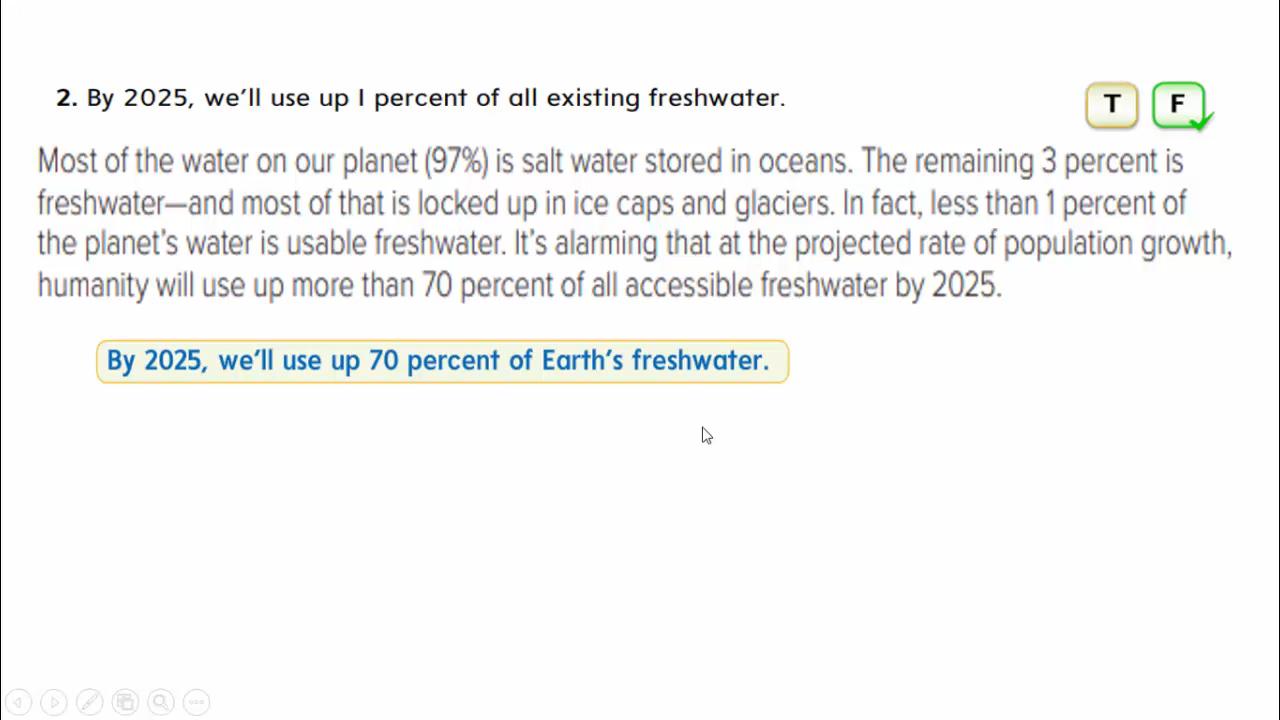 2. By 2025, we'll use up 1 percent of all existing freshwater.
T F
Most of the water on our planet (97%) is salt water stored in oceans. The remaining 3 percent is
freshwater—and most of that is locked up in ice caps and glaciers. In fact, less than 1 percent of
the planet's water is usable freshwater. It's alarming that at the projected rate of population growth,
humanity will use up more than 70 percent of all accessible freshwater by 2025.
By 2025, we'll use up 70 percent of Earth's freshwater.